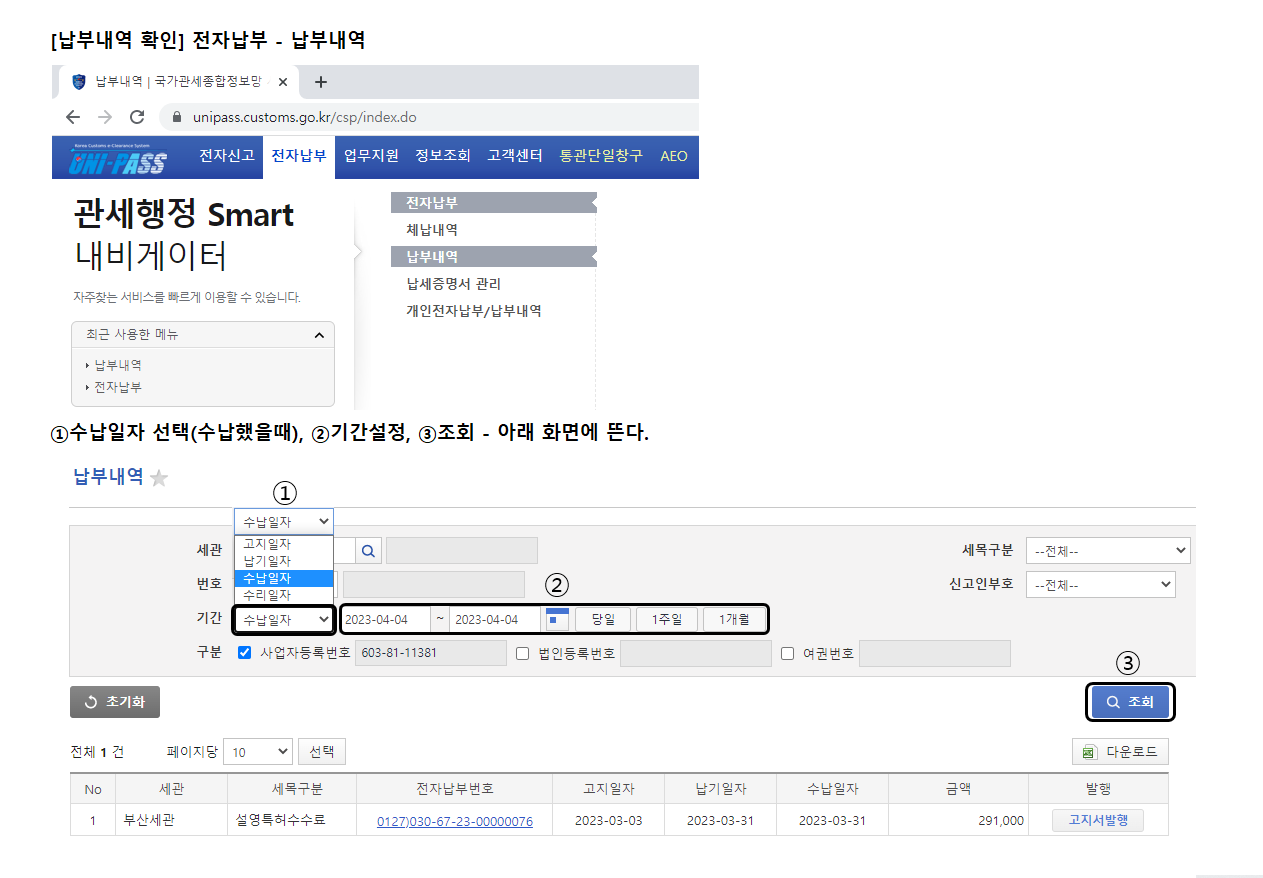 [납부내역 확인] 전자납부 - 납부내역
납부내역 | 국가관세종합정보망
unipass.customs.go.kr/csp/index.do
Korea Customs e-Clearance System
UNI-PASS 전자신고 전자납부 업무지원 정보조회 고객센터 통관단일창구 AEO
관세행정 Smart
내비게이터
자주찾는 서비스를 빠르게 이용할 수 있습니다.
최근 사용한 메뉴
납부내역
전자납부
전자납부
체납내역
납부내역
납세증명서 관리
개인전자납부/납부내역
①수납일자 선택(수납했을때), ②기간설정, ③조회 - 아래 화면에 뜬다.
납부내역
①
수납일자
고지일자
납기일자
수납일자
수리일자
세관 세목구분 --전체--
번호 신고인부호 --전체--
②
기간 수납일자 2023-04-04 ~ 2023-04-04 당일 1주일 1개월
구분 사업자등록번호 603-81-11381 법인등록번호 여권번호
③
초기화 조회
전체 1 건 페이지당 10 선택 다운로드
No 세관 세목구분 전자납부번호 고지일자 납기일자 수납일자 금액 발행
1 부산세관 설영특허수수료 0127)030-67-23-00000076 2023-03-03 2023-03-31 2023-03-31 291,000 고지서발행